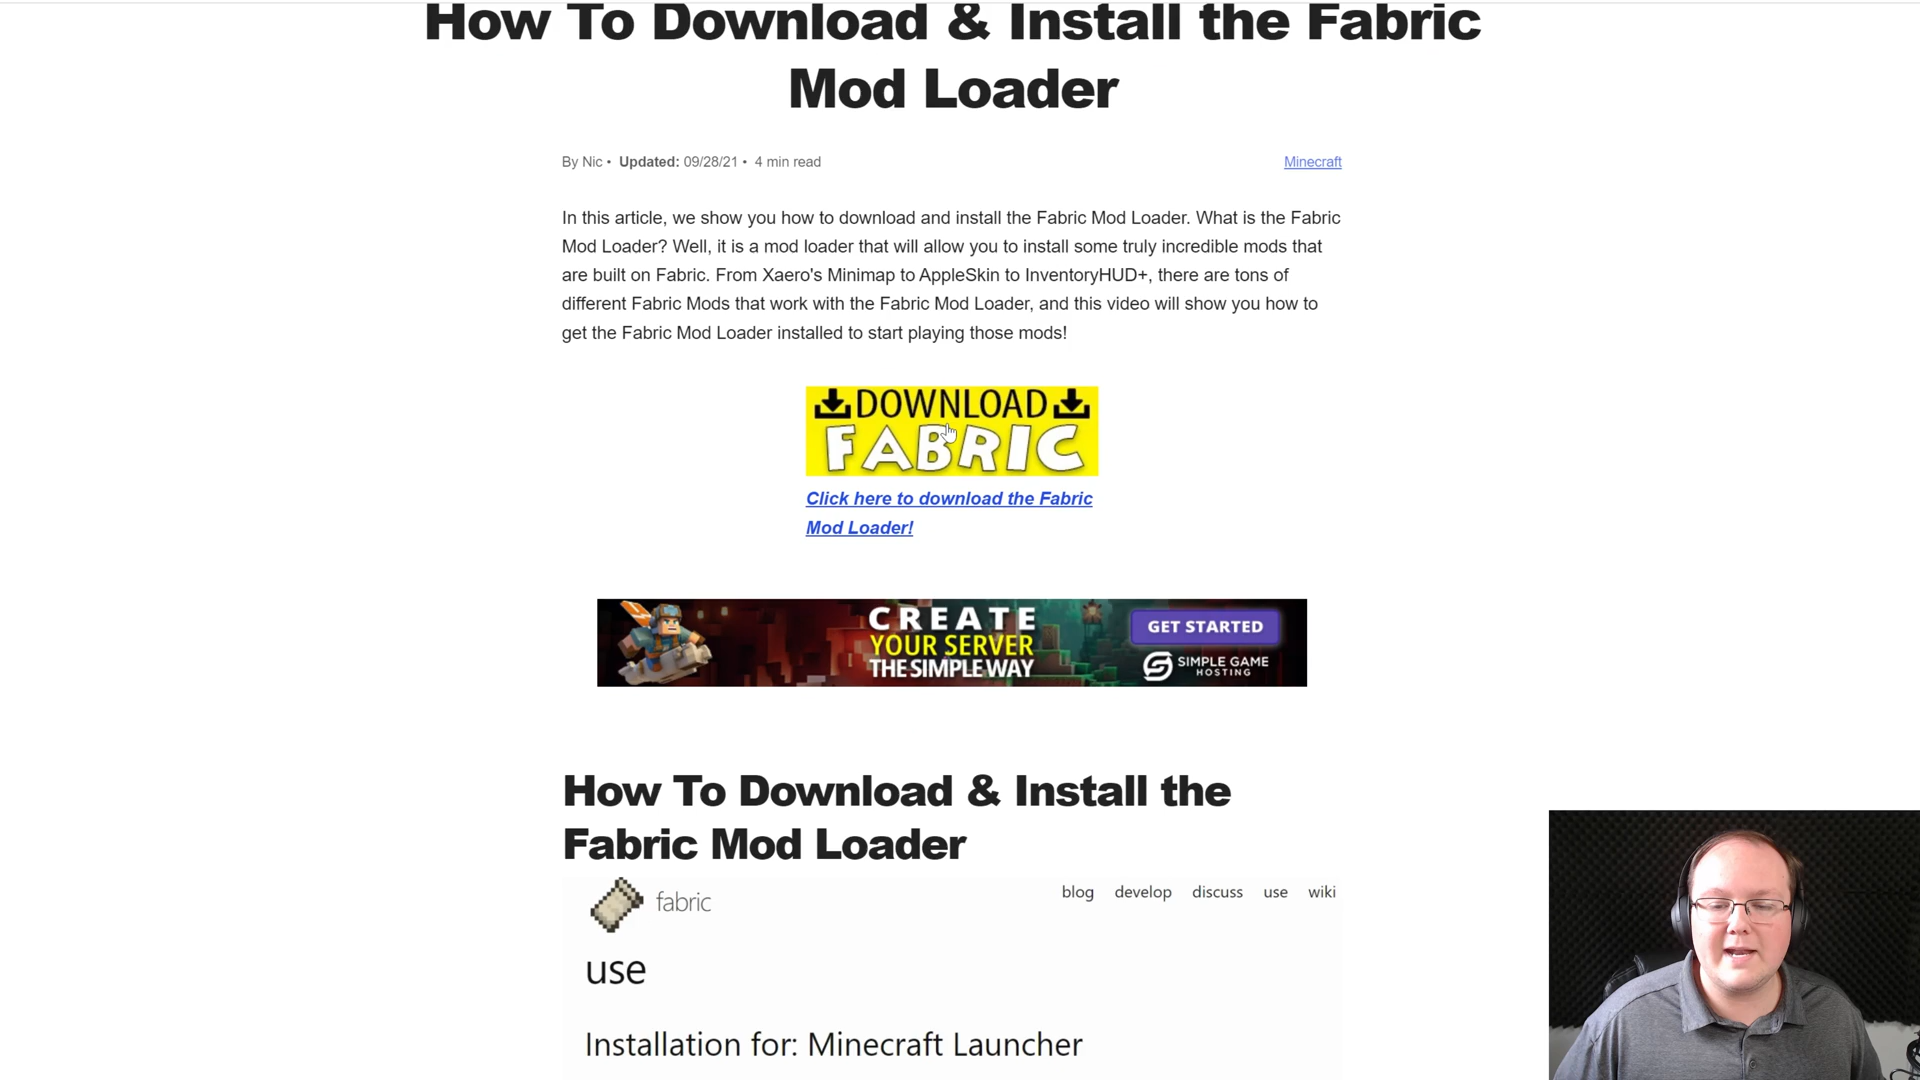 How To Download & Install the Fabric
Mod Loader
By Nic • Updated: 09/28/21 • 4 min read
Minecraft
In this article, we show you how to download and install the Fabric Mod Loader. What is the Fabric
Mod Loader? Well, it is a mod loader that will allow you to install some truly incredible mods that
are built on Fabric. From Xaero's Minimap to AppleSkin to InventoryHUD+, there are tons of
different Fabric Mods that work with the Fabric Mod Loader, and this video will show you how to
get the Fabric Mod Loader installed to start playing those mods!
DOWNLOAD
FABRIC
Click here to download the Fabric
Mod Loader!
CREATE
YOUR SERVER
THE SIMPLE WAY
GET STARTED
SIMPLE GAME
HOSTING
How To Download & Install the
Fabric Mod Loader
fabric
blog develop discuss use wiki
use
Installation for: Minecraft Launcher